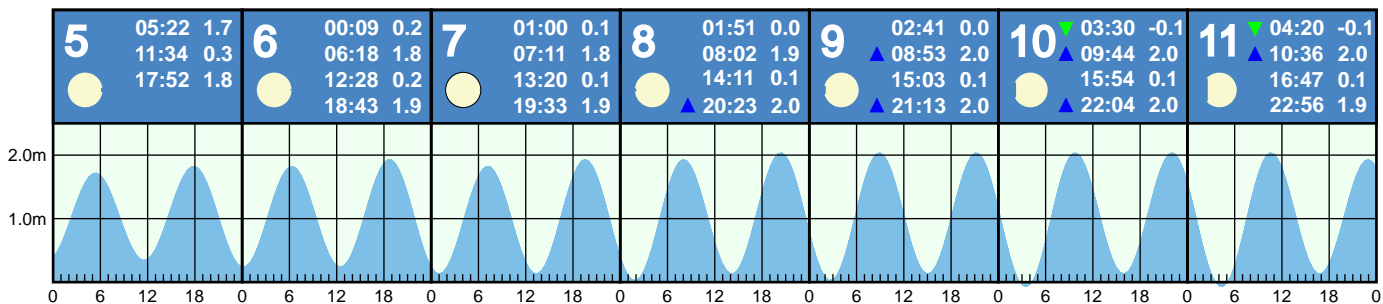 5
05:22 1.7
11:34 0.3
17:52 1.8
6
00:09 0.2
06:18 1.8
12:28 0.2
18:43 1.9
7
01:00 0.1
07:11 1.8
13:20 0.1
19:33 1.9
8
01:51 0.0
08:02 1.9
14:11 0.1
▲ 20:23 2.0
9
02:41 0.0
▲ 08:53 2.0
15:03 0.1
▲ 21:13 2.0
10
▼ 03:30 -0.1
▲ 09:44 2.0
15:54 0.1
▲ 22:04 2.0
11
▼ 04:20 -0.1
▲ 10:36 2.0
16:47 0.1
22:56 1.9
2.0m
1.0m
0 6 12 18 0 6 12 18 0 6 12 18 0 6 12 18 0 6 12 18 0 6 12 18 0 6 12 18 0